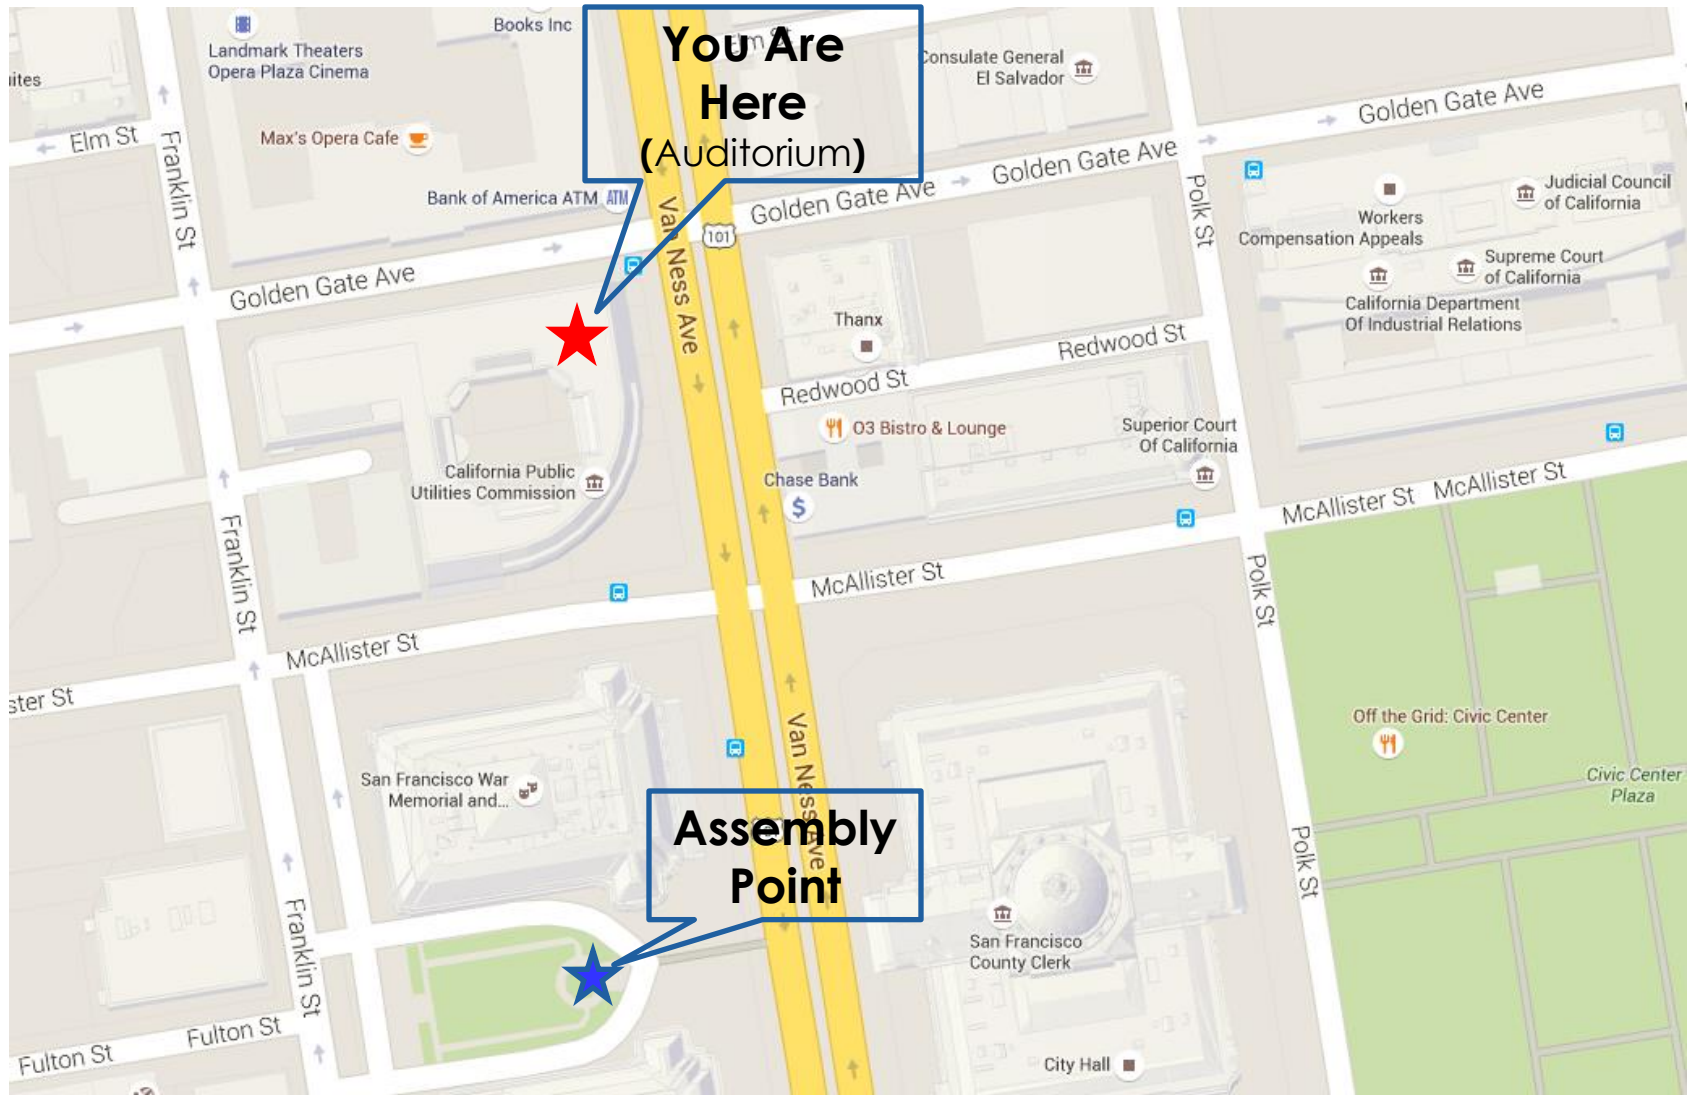 Books Inc
You Are
Here
(Auditorium)
Elm St
Landmark Theaters
Opera Plaza Cinema
Consulate General
El Salvador
uites
Golden Gate Ave
Elm St
Franklin St
Max's Opera Cafe
Golden Gate Ave
Bank of America ATM
ATM
Van Ness Ave
Golden Gate Ave
Polk St
Judicial Council
of California
Workers
Compensation Appeals
101
Supreme Court
of California
Golden Gate Ave
California Department
Of Industrial Relations
Thanx
Redwood St
Redwood St
O3 Bistro & Lounge
Superior Court
Of California
California Public
Utilities Commission
Chase Bank
$
McAllister St
McAllister St
Franklin St
McAllister St
Polk St
McAllister St
ster St
Van Ness Ave
Off the Grid: Civic Center
San Francisco War
Memorial and...
Civic Center
Plaza
Assembly
Point
Polk St
Franklin St
San Francisco
County Clerk
Fulton St
Fulton St
City Hall